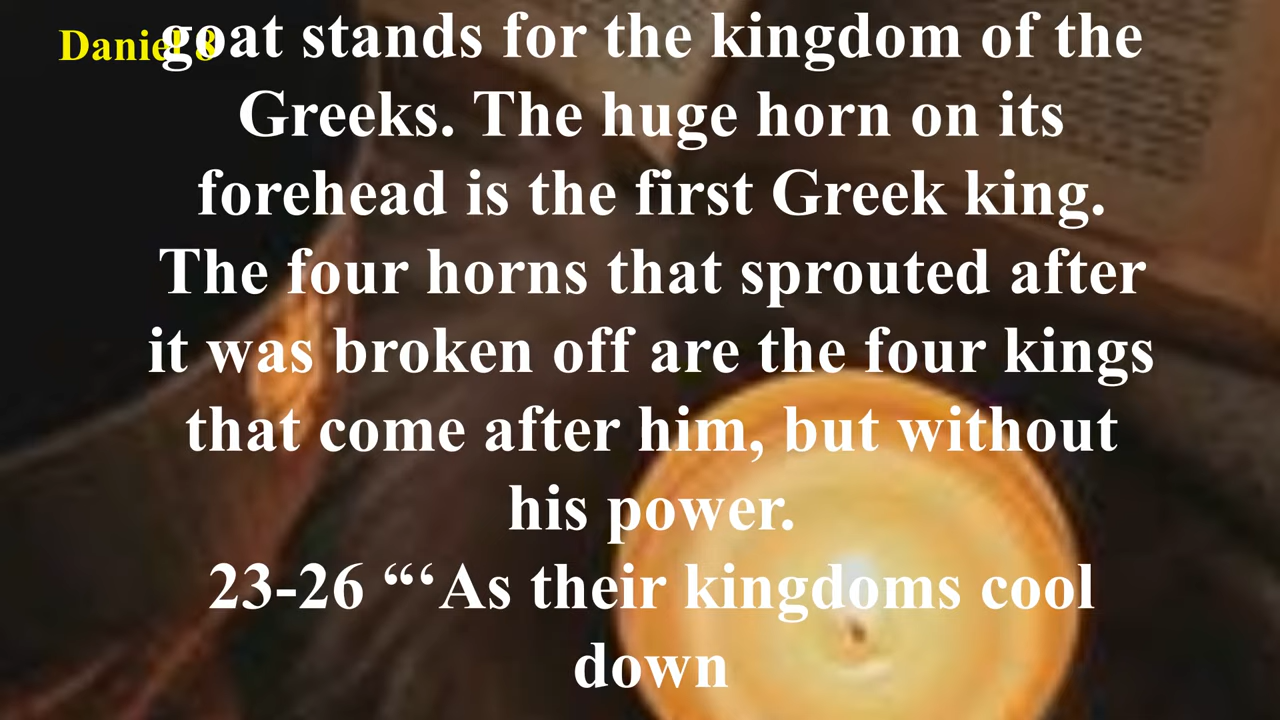 Daniel 8
goat stands for the kingdom of the
Greeks. The huge horn on its
forehead is the first Greek king.
The four horns that sprouted after
it was broken off are the four kings
that come after him, but without
his power.
23-26 “‘As their kingdoms cool
down